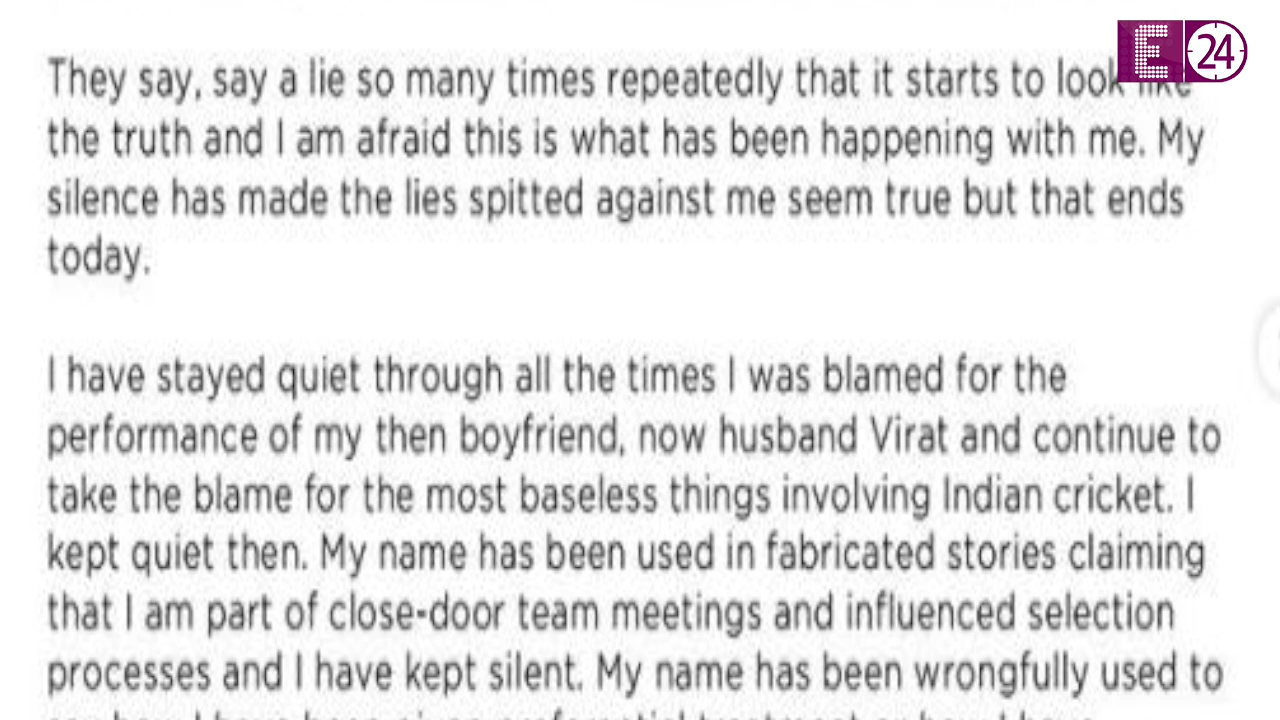 E 24
They say, say a lie so many times repeatedly that it starts to look like
the truth and I am afraid this is what has been happening with me. My
silence has made the lies spitted against me seem true but that ends
today.
I have stayed quiet through all the times I was blamed for the
performance of my then boyfriend, now husband Virat and continue to
take the blame for the most baseless things involving Indian cricket. I
kept quiet then. My name has been used in fabricated stories claiming
that I am part of close-door team meetings and influenced selection
processes and I have kept silent. My name has been wrongfully used to